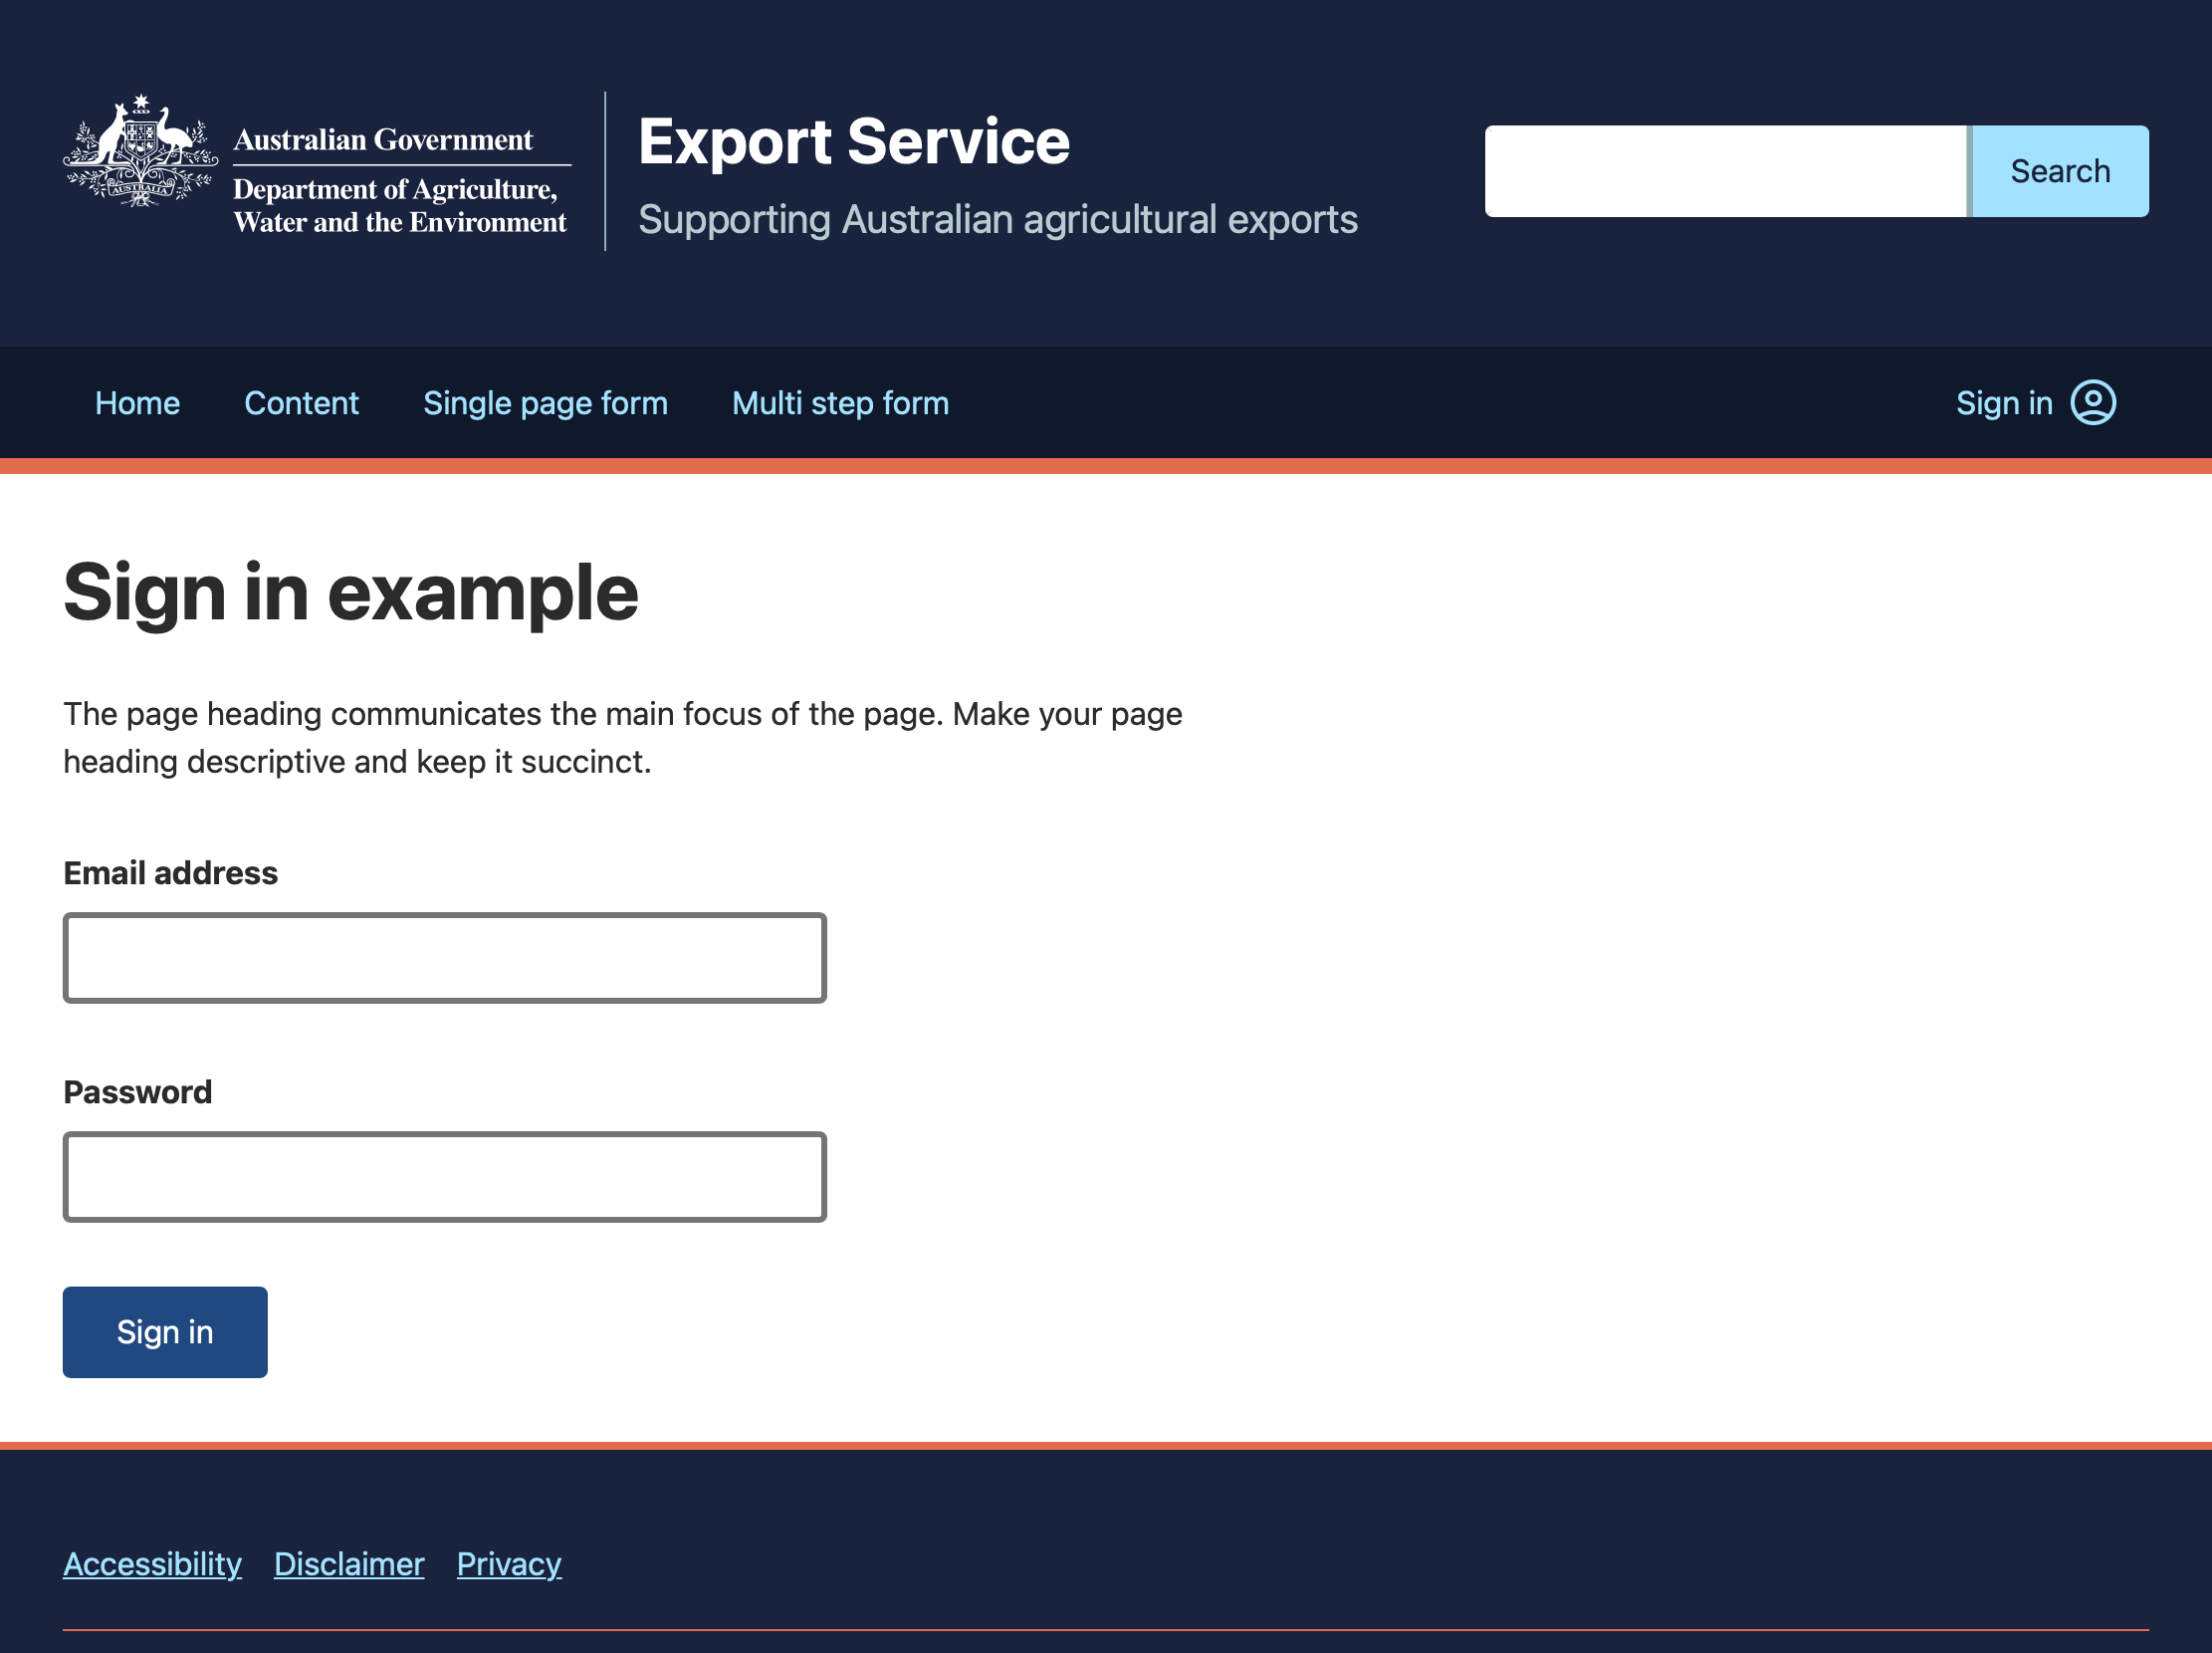 AUSTRALIA
Australian Government
Department of Agriculture,
Water and the Environment
Export Service
Supporting Australian agricultural exports
Search
Home
Content
Single page form
Multi step form
Sign in
Sign in example
The page heading communicates the main focus of the page. Make your page
heading descriptive and keep it succinct.
Email address
Password
Sign in
Accessibility
Disclaimer
Privacy